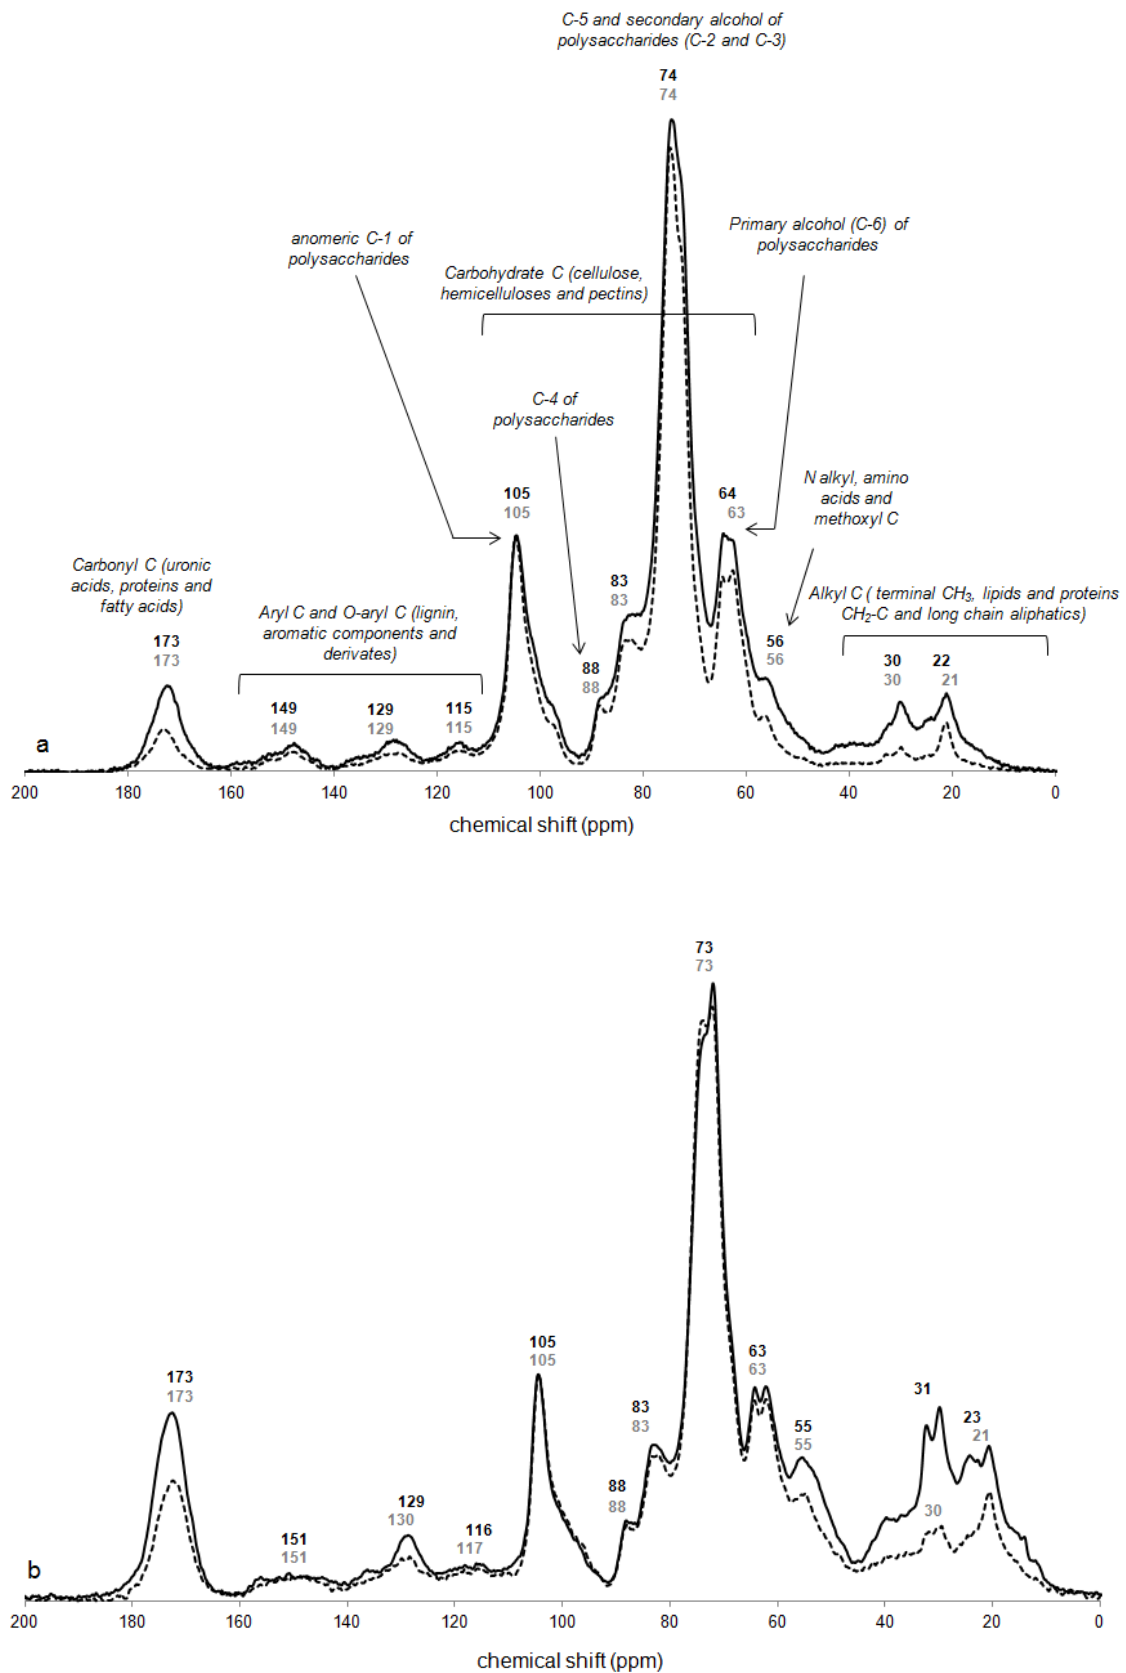 C-5 and secondary alcohol of
polysaccharides (C-2 and C-3)
74
74
Primary alcohol (C-6) of
polysaccharides
anomeric C-1 of
polysaccharides
Carbohydrate C (cellulose,
hemicelluloses and pectins)
C-4 of
polysaccharides
N alkyl, amino
acids and
methoxyl C
105
105
64
63
Carbonyl C (uronic
acids, proteins and
fatty acids)
83
83
Alkyl C ( terminal CH3, lipids and proteins
CH2-C and long chain aliphatics)
Aryl C and O-aryl C (lignin,
aromatic components and
derivates)
173
173
88
88
56
56
30
30
22
21
149
149
129
129
115
115
a
200 180 160 140 120 100 80 60 40 20 0
chemical shift (ppm)
73
73
105
105
63
63
173
173
31
83
83
23
21
55
55
88
88
129
130
30
151
151
116
117
b
200 180 160 140 120 100 80 60 40 20 0
chemical shift (ppm)